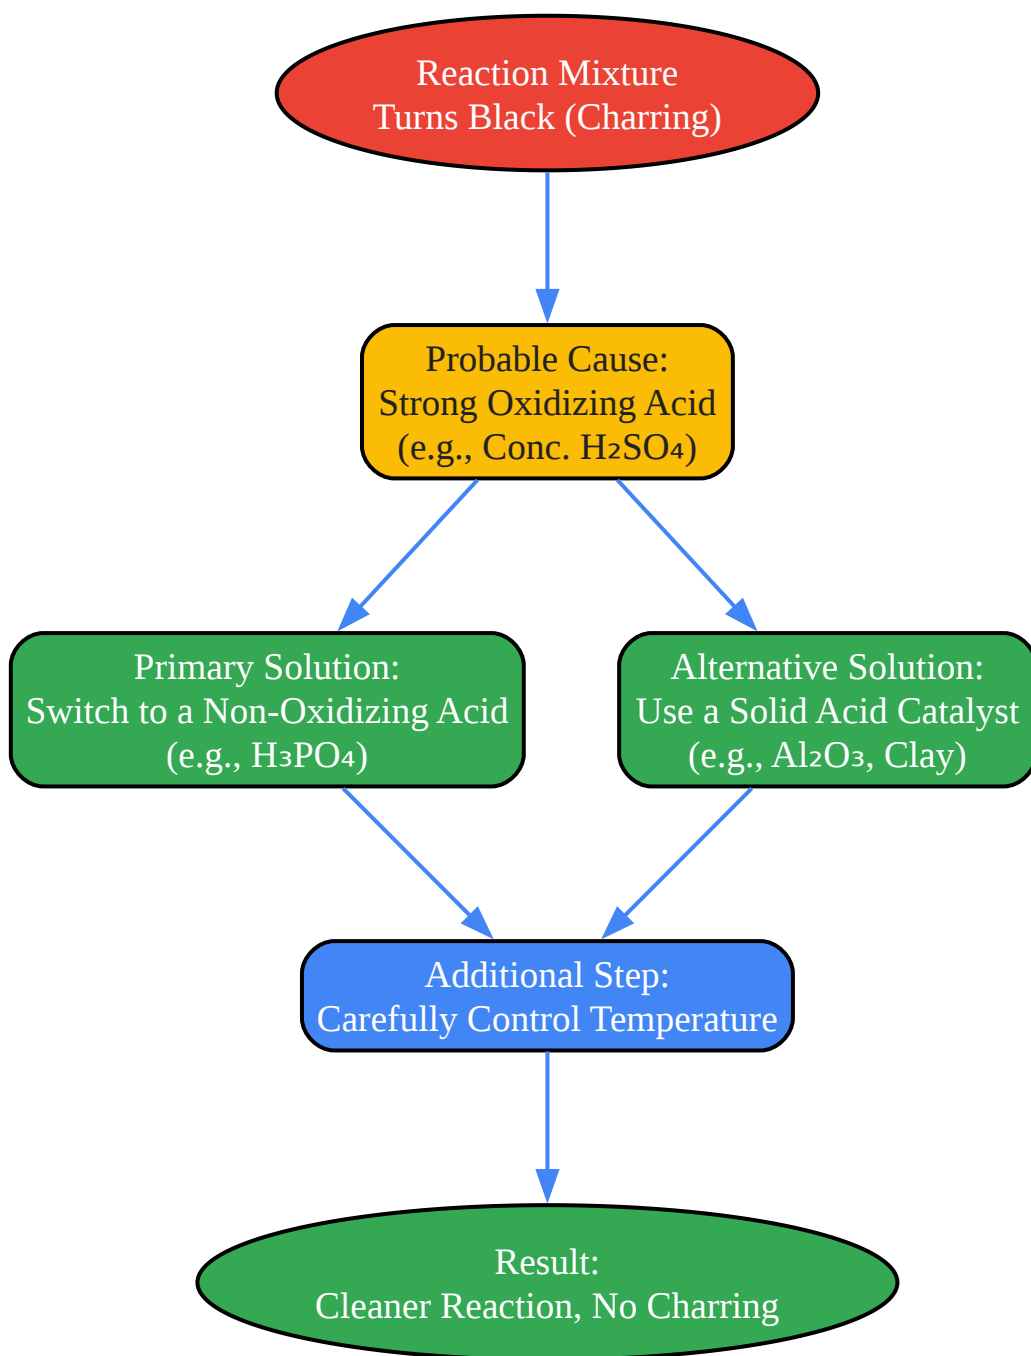 Reaction Mixture
Turns Black (Charring)
Probable Cause:
Strong Oxidizing Acid
(e.g., Conc. H₂SO₄)
Primary Solution:
Switch to a Non-Oxidizing Acid
(e.g., H₃PO₄)
Alternative Solution:
Use a Solid Acid Catalyst
(e.g., Al₂O₃, Clay)
Additional Step:
Carefully Control Temperature
Result:
Cleaner Reaction, No Charring